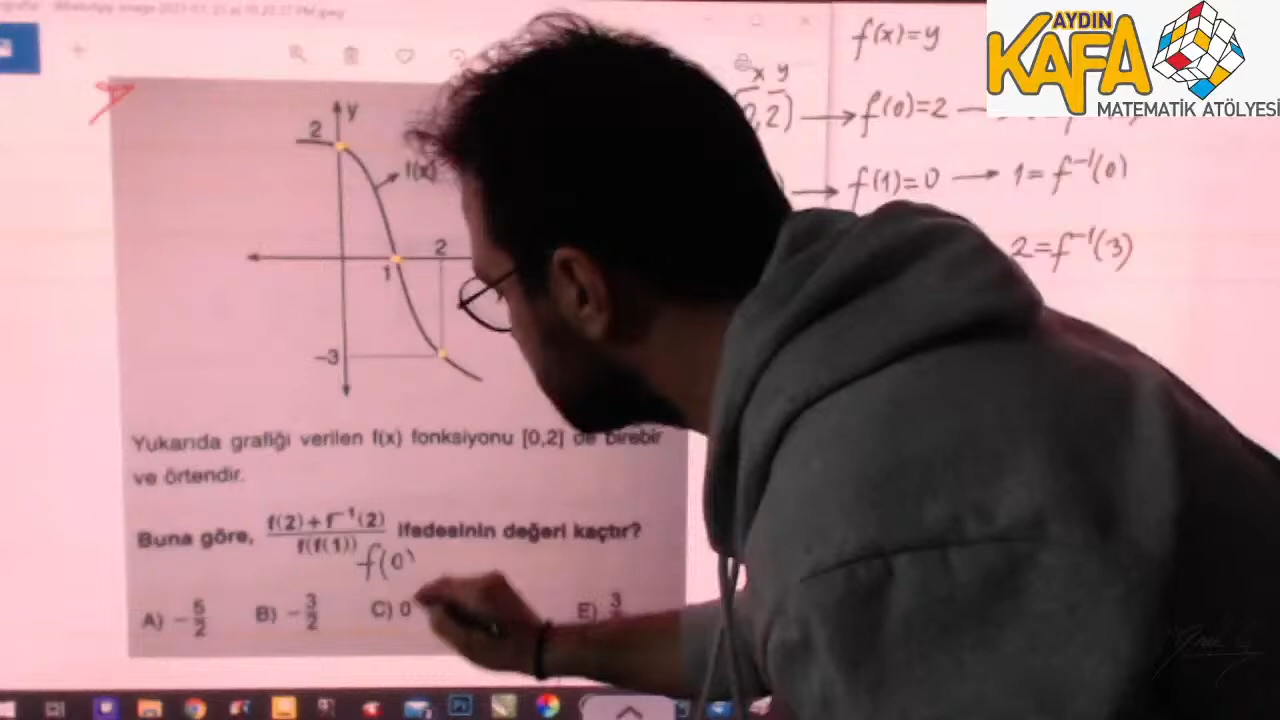 AYDIN
KAFA
MATEMATİK ATÖLYESİ
f(x)=y
x y
,2) → f(0)=2 —
→ f(1)=0 → 1=f⁻¹(0)
2=f⁻¹(3)
y
2
f(x)
2
1
-3
Yukarıda grafiği verilen f(x) fonksiyonu [0,2] de birebir
ve örtendir.
Buna göre, f(2)+f⁻¹(2) / f(f(1)) ifadesinin değeri kaçtır?
f(0)
A) -5/2 B) -3/2 C) 0 E) 3